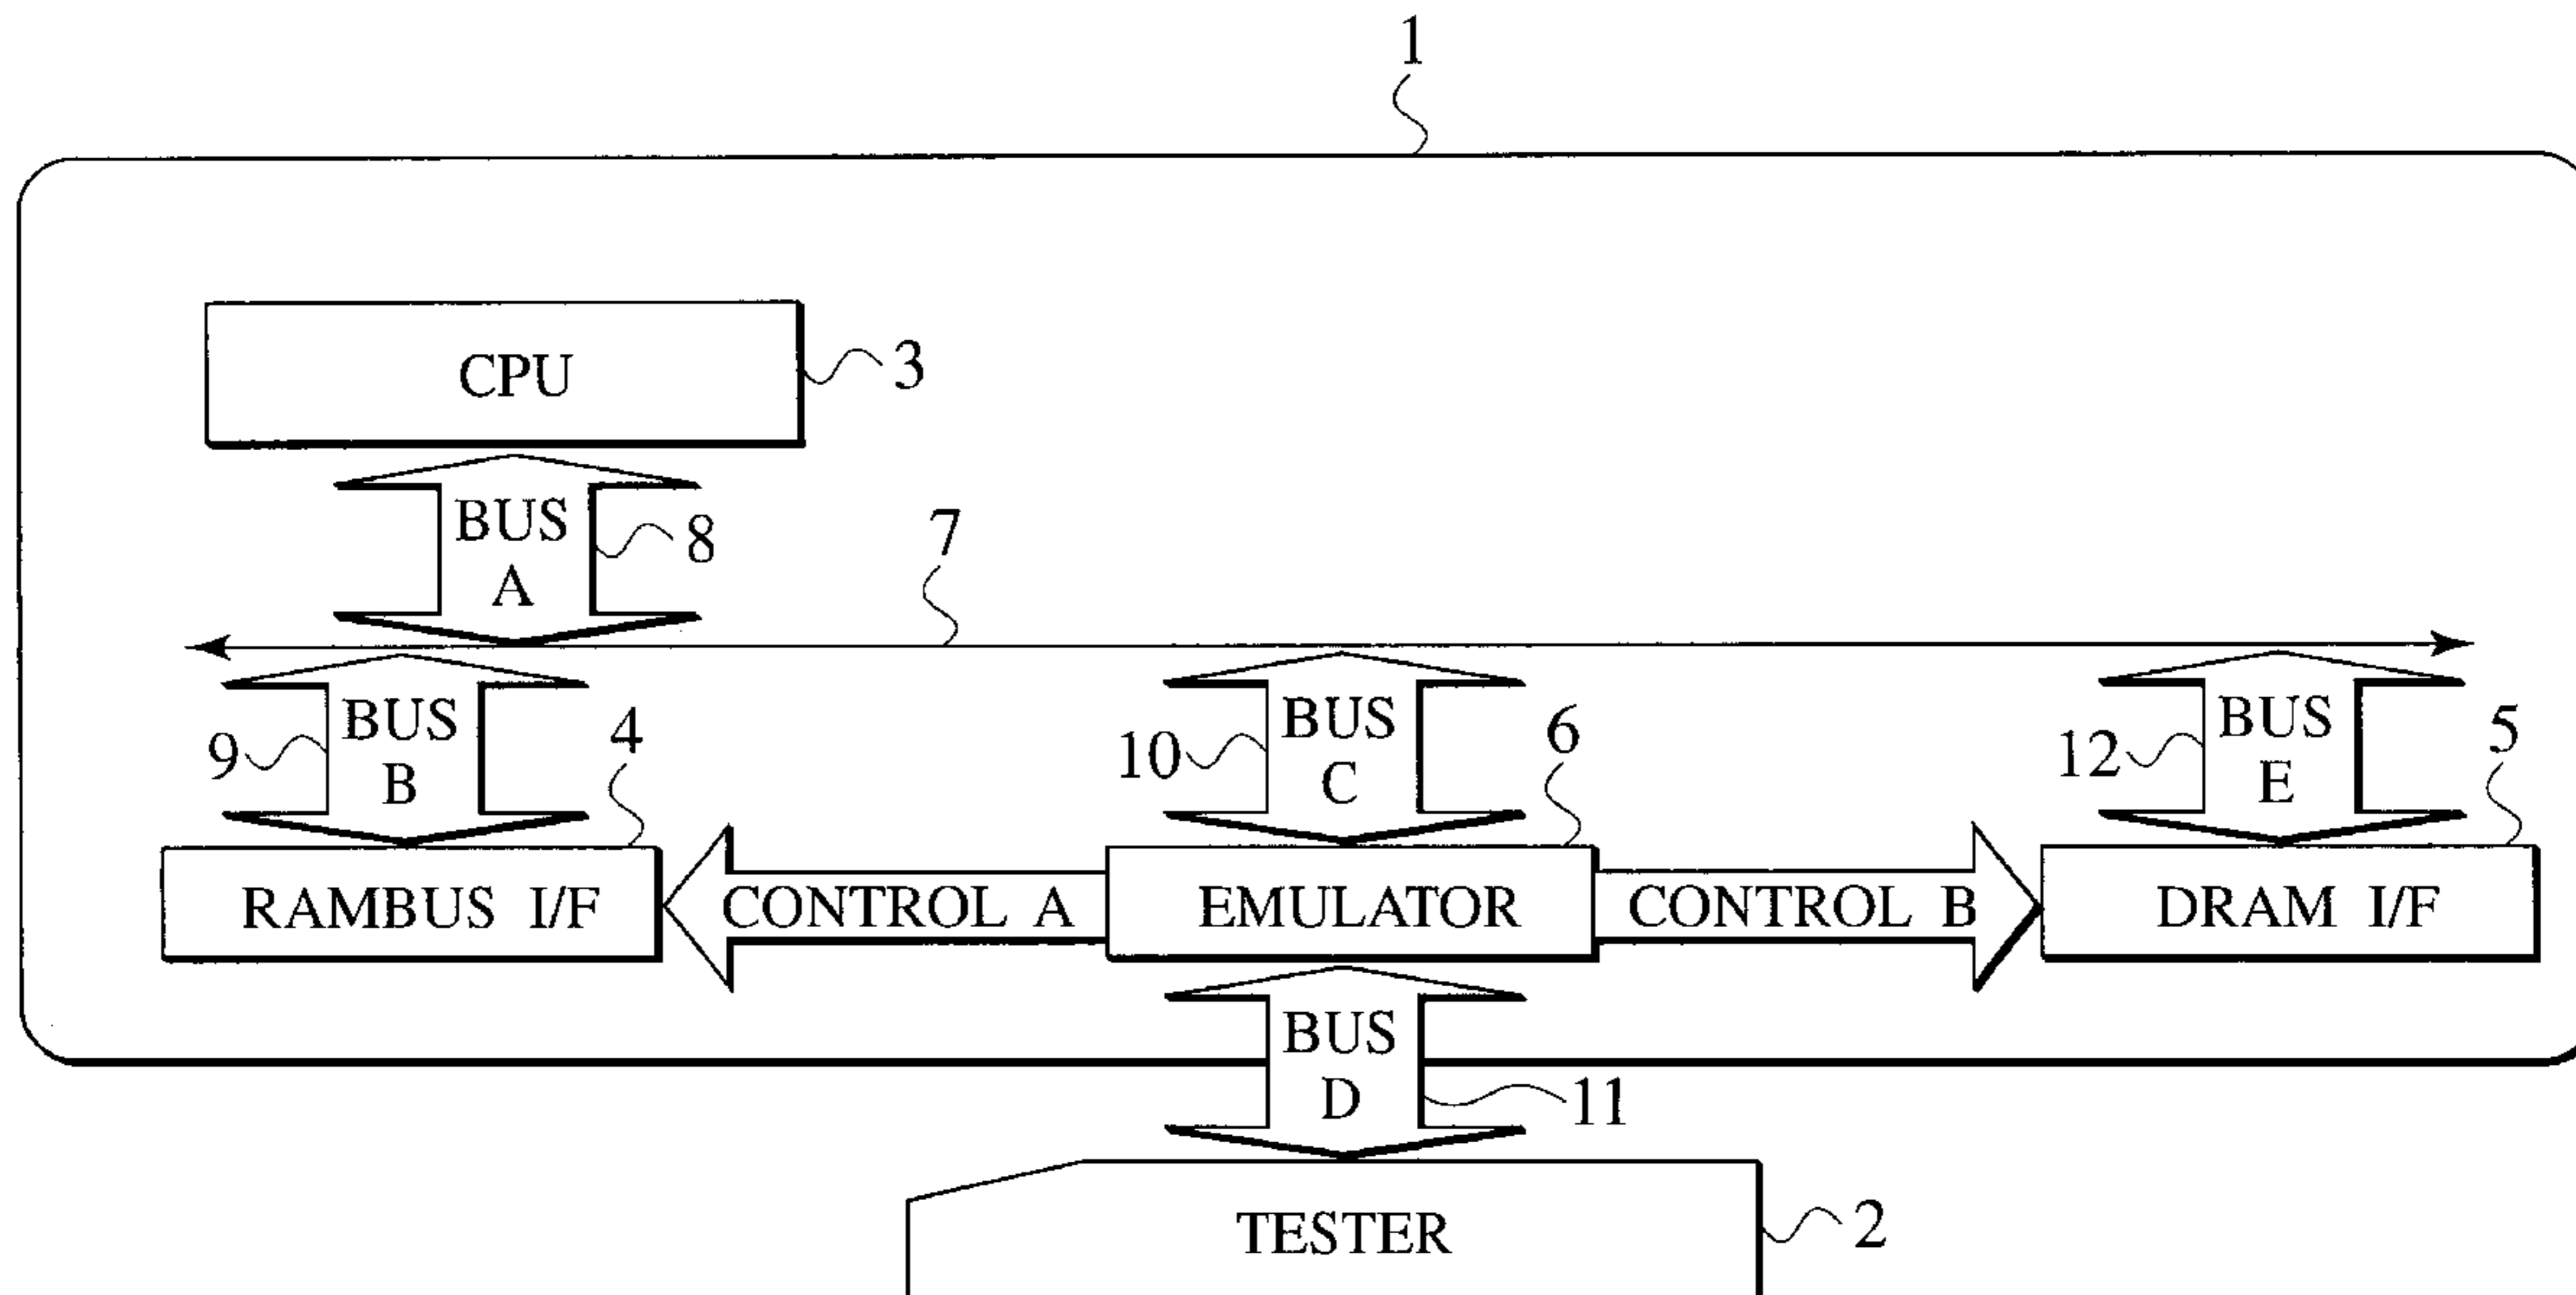 1
CPU
3
BUS
A
8
7
BUS
B
9
4
BUS
C
10
6
BUS
E
12
5
RAMBUS I/F
CONTROL A
EMULATOR
CONTROL B
DRAM I/F
BUS
D
11
TESTER
2